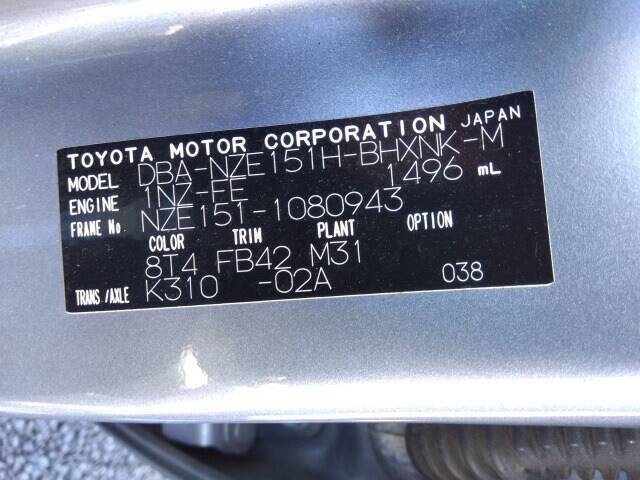 TOYOTA MOTOR CORPORATION JAPAN
MODEL DBA-NZE151H-BHXNK-M
ENGINE 1NZ-FE 1496 mL
FRAME No. NZE151-1080943
COLOR TRIM PLANT OPTION
8T4 FB42 M31
TRANS./AXLE K310 -02A 038